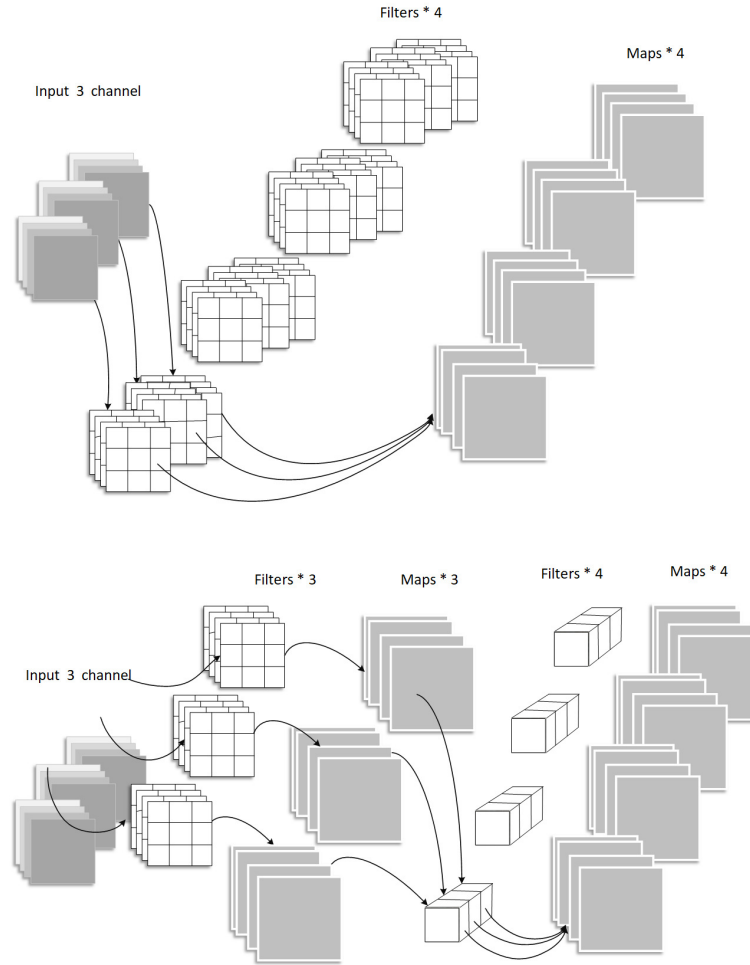 Filters * 4
Maps * 4
Input 3 channel
Filters * 3
Maps * 3
Filters * 4
Maps * 4
Input 3 channel